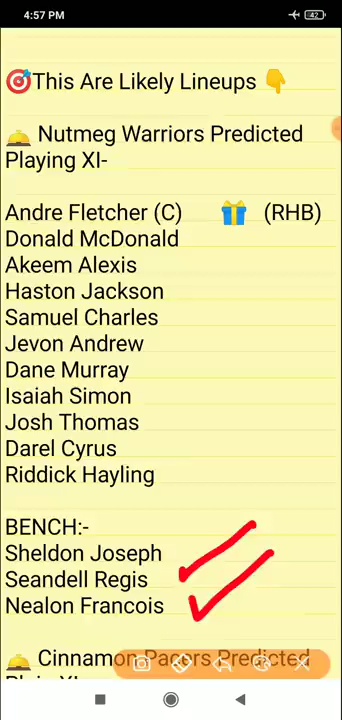 4:57 PM
42
🎯This Are Likely Lineups 👇
🛎️ Nutmeg Warriors Predicted
Playing XI-
Andre Fletcher (C) 🎁 (RHB)
Donald McDonald
Akeem Alexis
Haston Jackson
Samuel Charles
Jevon Andrew
Dane Murray
Isaiah Simon
Josh Thomas
Darel Cyrus
Riddick Hayling
BENCH:-
Sheldon Joseph
Seandell Regis
Nealon Francois
🛎️ Cinnamon Pacers Predicted